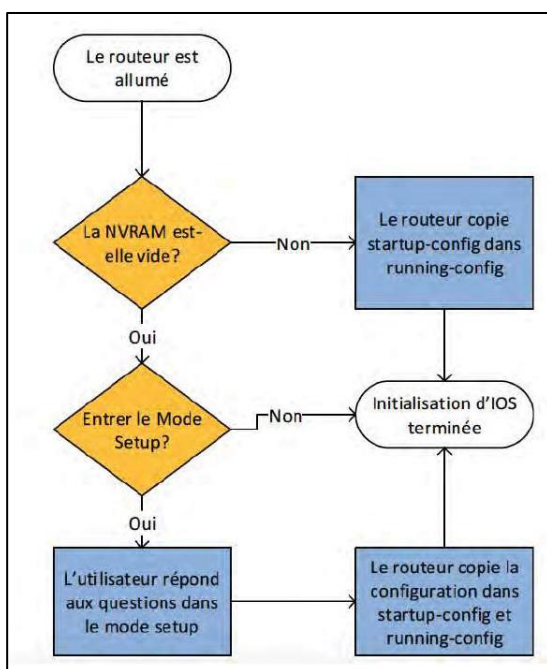 Le routeur est
allumé
La NVRAM est-
elle vide?
Non
Le routeur copie
startup-config dans
running-config
Oui
Entrer le Mode
Setup?
Non
Initialisation d'IOS
terminée
Oui
L'utilisateur répond
aux questions dans
le mode setup
Le routeur copie la
configuration dans
startup-config et
running-config